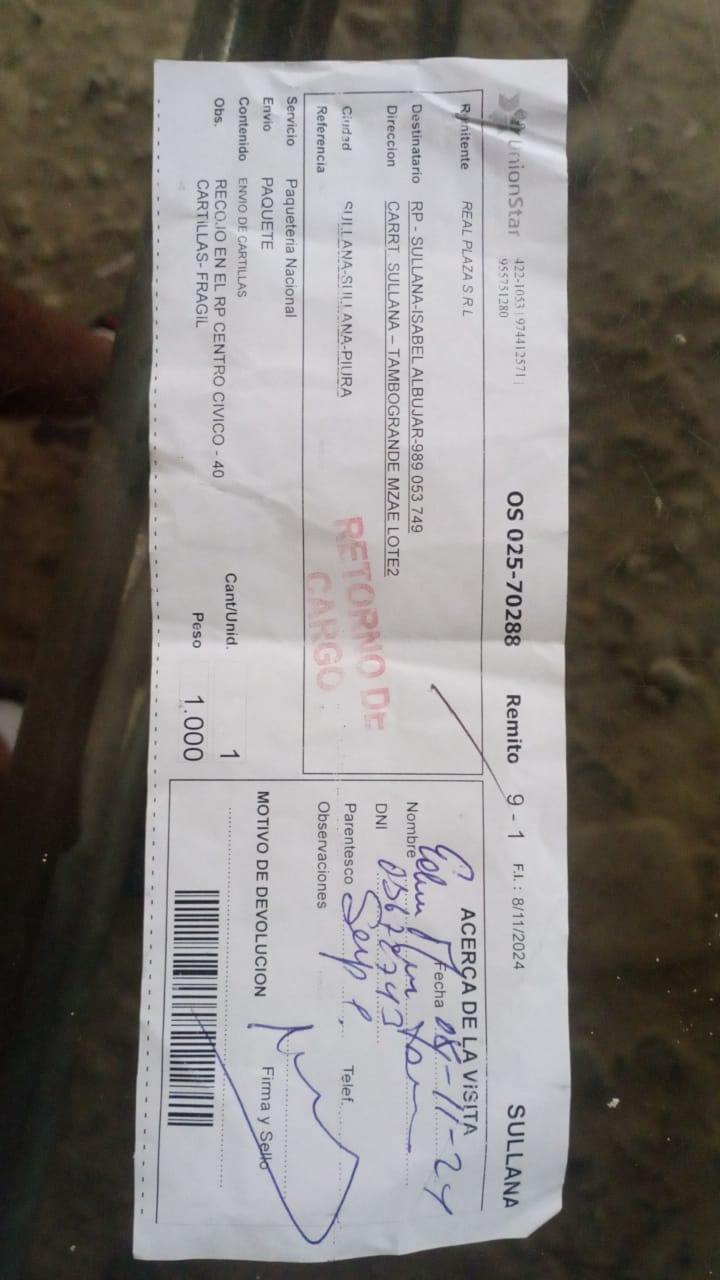 UnionStar 422-1053 | 974412571 | OS 025-70288 Remito 9 - 1 F.I. : 8/11/2024 SULLANA
955751280
Remitente REAL PLAZA S R L
Destinatario RP - SULLANA-ISABEL ALBUJAR-989 053 749
Direccion CARRT. SULLANA – TAMBOGRANDE MZAE LOTE2
Ciudad SULLANA-SULLANA-PIURA
Referencia
RETORNO DE
CARGO
Servicio Paqueteria Nacional
Envio PAQUETE
Contenido ENVIO DE CARTILLAS
Obs. RECOJO EN EL RP CENTRO CIVICO - 40
CARTiLLAS- FRAGiL
Cant/Unid. 1
Peso 1.000
ACERCA DE LA ViSITA
Fecha 08-11-24
Nombre
DNI
Parentesco
Telef.
Observaciones
MOTIVO DE DEVOLUCION
Firma y Sello